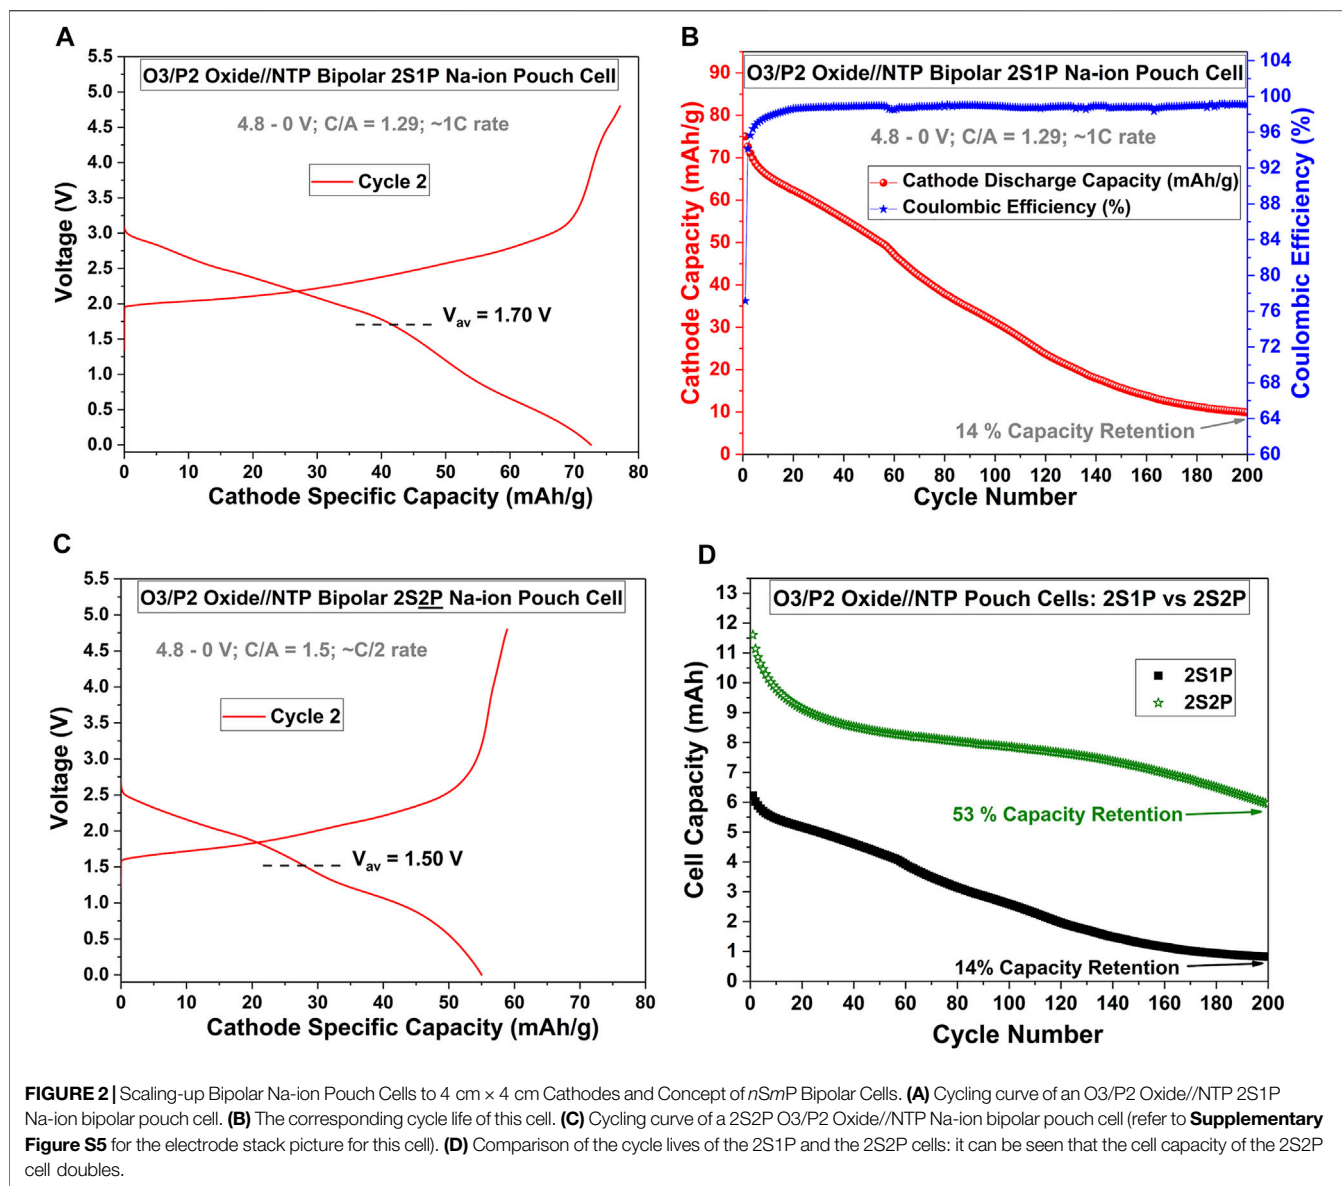 A
O3/P2 Oxide//NTP Bipolar 2S1P Na-ion Pouch Cell
4.8 - 0 V; C/A = 1.29; ~1C rate
Cycle 2
V_av = 1.70 V
5.5
5.0
4.5
4.0
3.5
3.0
2.5
2.0
1.5
1.0
0.5
0.0
Voltage (V)
0 10 20 30 40 50 60 70 80
Cathode Specific Capacity (mAh/g)
B
O3/P2 Oxide//NTP Bipolar 2S1P Na-ion Pouch Cell
4.8 - 0 V; C/A = 1.29; ~1C rate
Cathode Discharge Capacity (mAh/g)
Coulombic Efficiency (%)
14 % Capacity Retention
90
80
70
60
50
40
30
20
10
0
Cathode Capacity (mAh/g)
104
100
96
92
88
84
80
76
72
68
64
60
Coulombic Efficiency (%)
0 20 40 60 80 100 120 140 160 180 200
Cycle Number
C
O3/P2 Oxide//NTP Bipolar 2S2P Na-ion Pouch Cell
4.8 - 0 V; C/A = 1.5; ~C/2 rate
Cycle 2
V_av = 1.50 V
5.5
5.0
4.5
4.0
3.5
3.0
2.5
2.0
1.5
1.0
0.5
0.0
Voltage (V)
0 10 20 30 40 50 60 70 80
Cathode Specific Capacity (mAh/g)
D
O3/P2 Oxide//NTP Pouch Cells: 2S1P vs 2S2P
2S1P
2S2P
53 % Capacity Retention
14% Capacity Retention
13
12
11
10
9
8
7
6
5
4
3
2
1
0
Cell Capacity (mAh)
0 20 40 60 80 100 120 140 160 180 200
Cycle Number
FIGURE 2 | Scaling-up Bipolar Na-ion Pouch Cells to 4 cm × 4 cm Cathodes and Concept of nSmP Bipolar Cells. (A) Cycling curve of an O3/P2 Oxide//NTP 2S1P
Na-ion bipolar pouch cell. (B) The corresponding cycle life of this cell. (C) Cycling curve of a 2S2P O3/P2 Oxide//NTP Na-ion bipolar pouch cell (refer to Supplementary
Figure S5 for the electrode stack picture for this cell). (D) Comparison of the cycle lives of the 2S1P and the 2S2P cells: it can be seen that the cell capacity of the 2S2P
cell doubles.